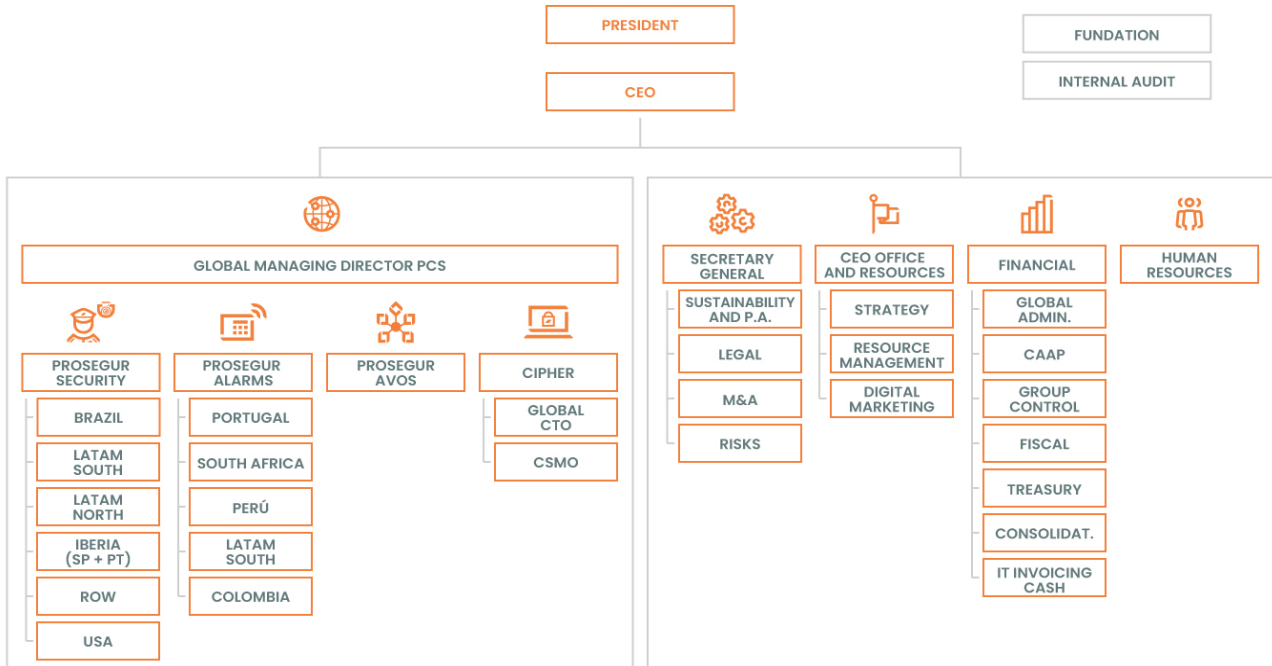 PRESIDENT
FUNDATION
CEO
INTERNAL AUDIT
GLOBAL MANAGING DIRECTOR PCS
PROSEGUR
SECURITY
BRAZIL
LATAM
SOUTH
LATAM
NORTH
IBERIA
(SP + PT)
ROW
USA
PROSEGUR
ALARMS
PORTUGAL
SOUTH AFRICA
PERÚ
LATAM
SOUTH
COLOMBIA
PROSEGUR
AVOS
CIPHER
GLOBAL
CTO
CSMO
SECRETARY
GENERAL
SUSTAINABILITY
AND P.A.
LEGAL
M&A
RISKS
CEO OFFICE
AND RESOURCES
STRATEGY
RESOURCE
MANAGEMENT
DIGITAL
MARKETING
FINANCIAL
GLOBAL
ADMIN.
CAAP
GROUP
CONTROL
FISCAL
TREASURY
CONSOLIDAT.
IT INVOICING
CASH
HUMAN
RESOURCES